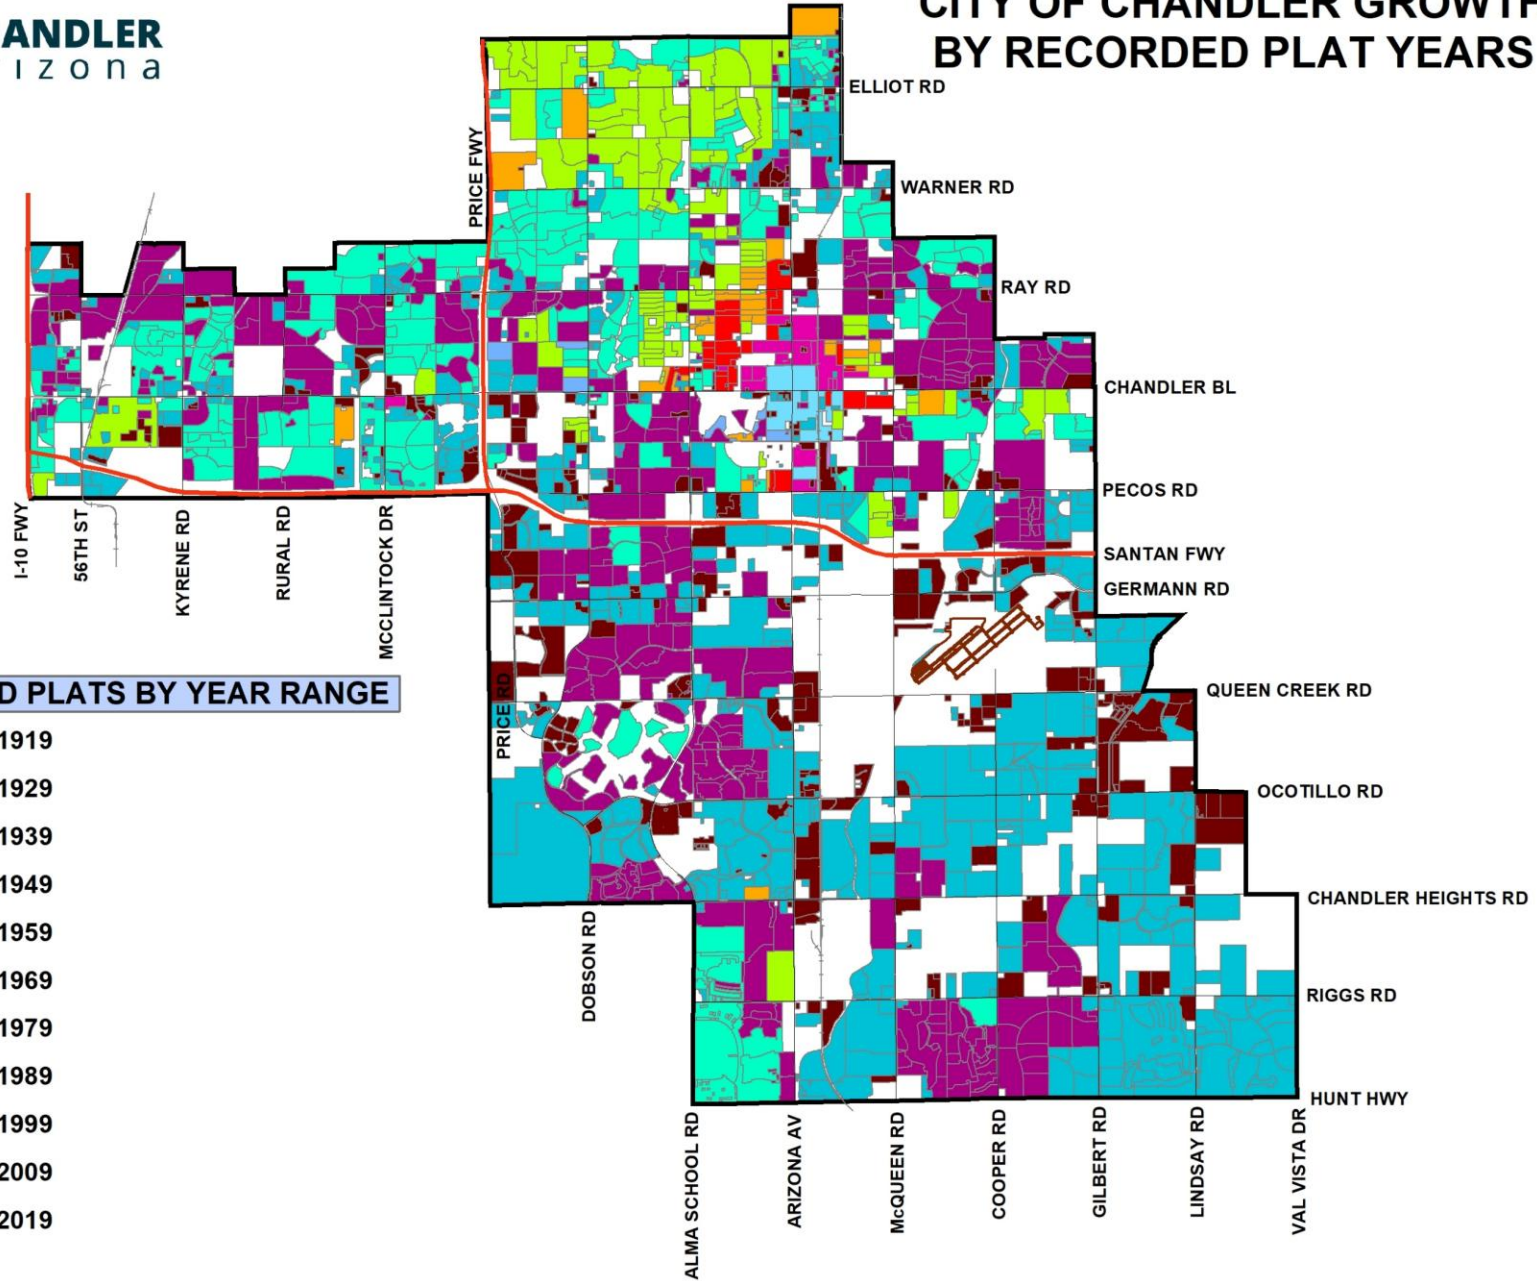 ANDLER
izona
CITY OF CHANDLER GROWTH
BY RECORDED PLAT YEARS
ELLIOT RD
PRICE FWY
WARNER RD
RAY RD
CHANDLER BL
PECOS RD
I-10 FWY
56TH ST
KYRENE RD
RURAL RD
MCCLINTOCK DR
SANTAN FWY
GERMANN RD
D PLATS BY YEAR RANGE
PRICE RD
QUEEN CREEK RD
1919
1929
OCOTILLO RD
1939
1949
CHANDLER HEIGHTS RD
1959
DOBSON RD
1969
RIGGS RD
1979
1989
HUNT HWY
1999
2009
2019
ALMA SCHOOL RD
ARIZONA AV
McQUEEN RD
COOPER RD
GILBERT RD
LINDSAY RD
VAL VISTA DR